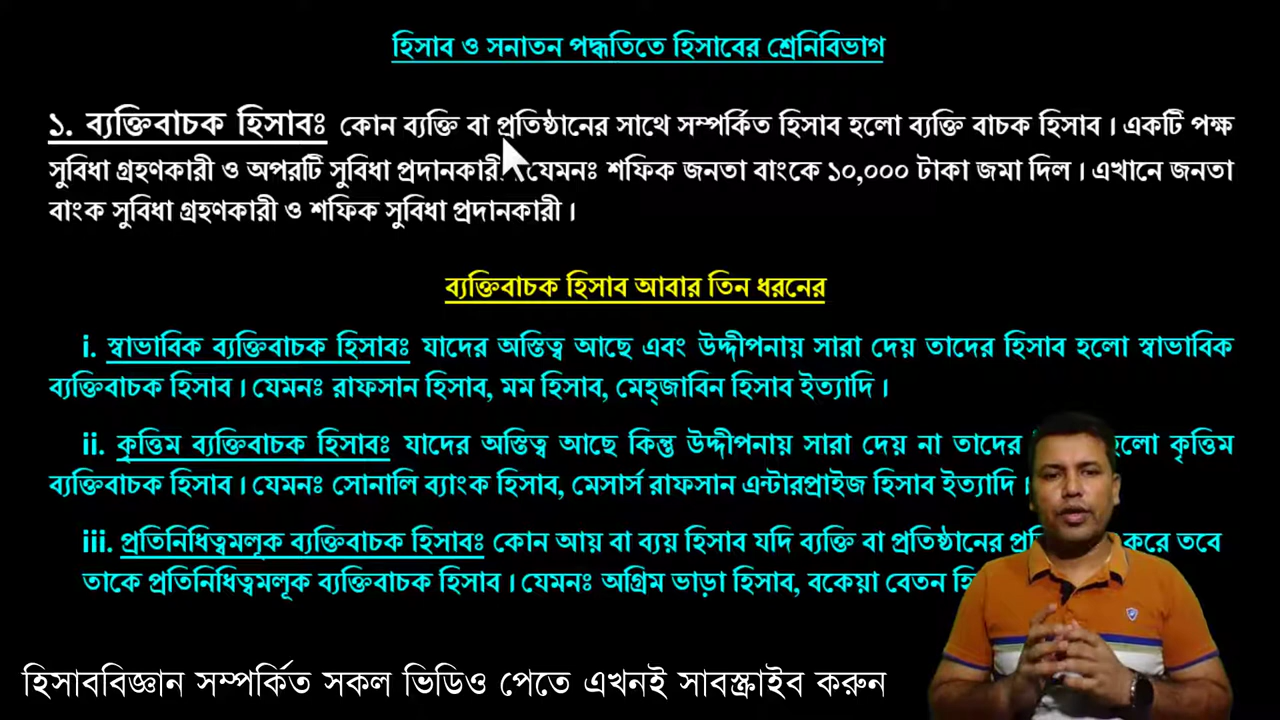 হিসাব ও সনাতন পদ্ধতিতে হিসাবের শ্রেনিবিভাগ
১. ব্যক্তিবাচক হিসাবঃ কোন ব্যক্তি বা প্রতিষ্ঠানের সাথে সম্পর্কিত হিসাব হলো ব্যক্তি বাচক হিসাব। একটি পক্ষ
সুবিধা গ্রহণকারী ও অপরটি সুবিধা প্রদানকারী যেমনঃ শফিক জনতা বাংকে ১০,০০০ টাকা জমা দিল। এখানে জনতা
বাংক সুবিধা গ্রহণকারী ও শফিক সুবিধা প্রদানকারী।
ব্যক্তিবাচক হিসাব আবার তিন ধরনের
i. স্বাভাবিক ব্যক্তিবাচক হিসাবঃ যাদের অস্তিত্ব আছে এবং উদ্দীপনায় সারা দেয় তাদের হিসাব হলো স্বাভাবিক
ব্যক্তিবাচক হিসাব। যেমনঃ রাফসান হিসাব, মম হিসাব, মেহ্জাবিন হিসাব ইত্যাদি।
ii. কৃত্তিম ব্যক্তিবাচক হিসাবঃ যাদের অস্তিত্ব আছে কিন্তু উদ্দীপনায় সারা দেয় না তাদের হলো কৃত্তিম
ব্যক্তিবাচক হিসাব। যেমনঃ সোনালি ব্যাংক হিসাব, মেসার্স রাফসান এন্টারপ্রাইজ হিসাব ইত্যাদি।
iii. প্রতিনিধিত্বমলূক ব্যক্তিবাচক হিসাবঃ কোন আয় বা ব্যয় হিসাব যদি ব্যক্তি বা প্রতিষ্ঠানের করে তবে
তাকে প্রতিনিধিত্বমলূক ব্যক্তিবাচক হিসাব। যেমনঃ অগ্রিম ভাড়া হিসাব, বকেয়া বেতন
হিসাববিজ্ঞান সম্পর্কিত সকল ভিডিও পেতে এখনই সাবস্ক্রাইব করুন